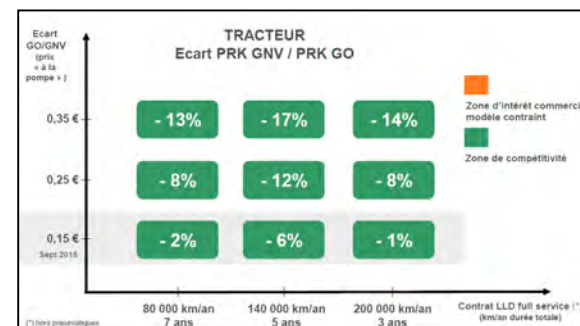 TRACTEUR
Ecart PRK GNV / PRK GO
Ecart
GO/GNV
(prix
« à la
pompe » )
Zone d'intérêt commerci
modèle contraint
Zone de compétitivité
0,35 €
- 13%
- 17%
- 14%
0,25 €
- 8%
- 12%
- 8%
0,15 €
Sept 2015
- 2%
- 6%
- 1%
80 000 km/an
7 ans
140 000 km/an
5 ans
200 000 km/an
3 ans
Contrat LLD full service (*
(km/an durée totale)
(*) hors pneumatiques